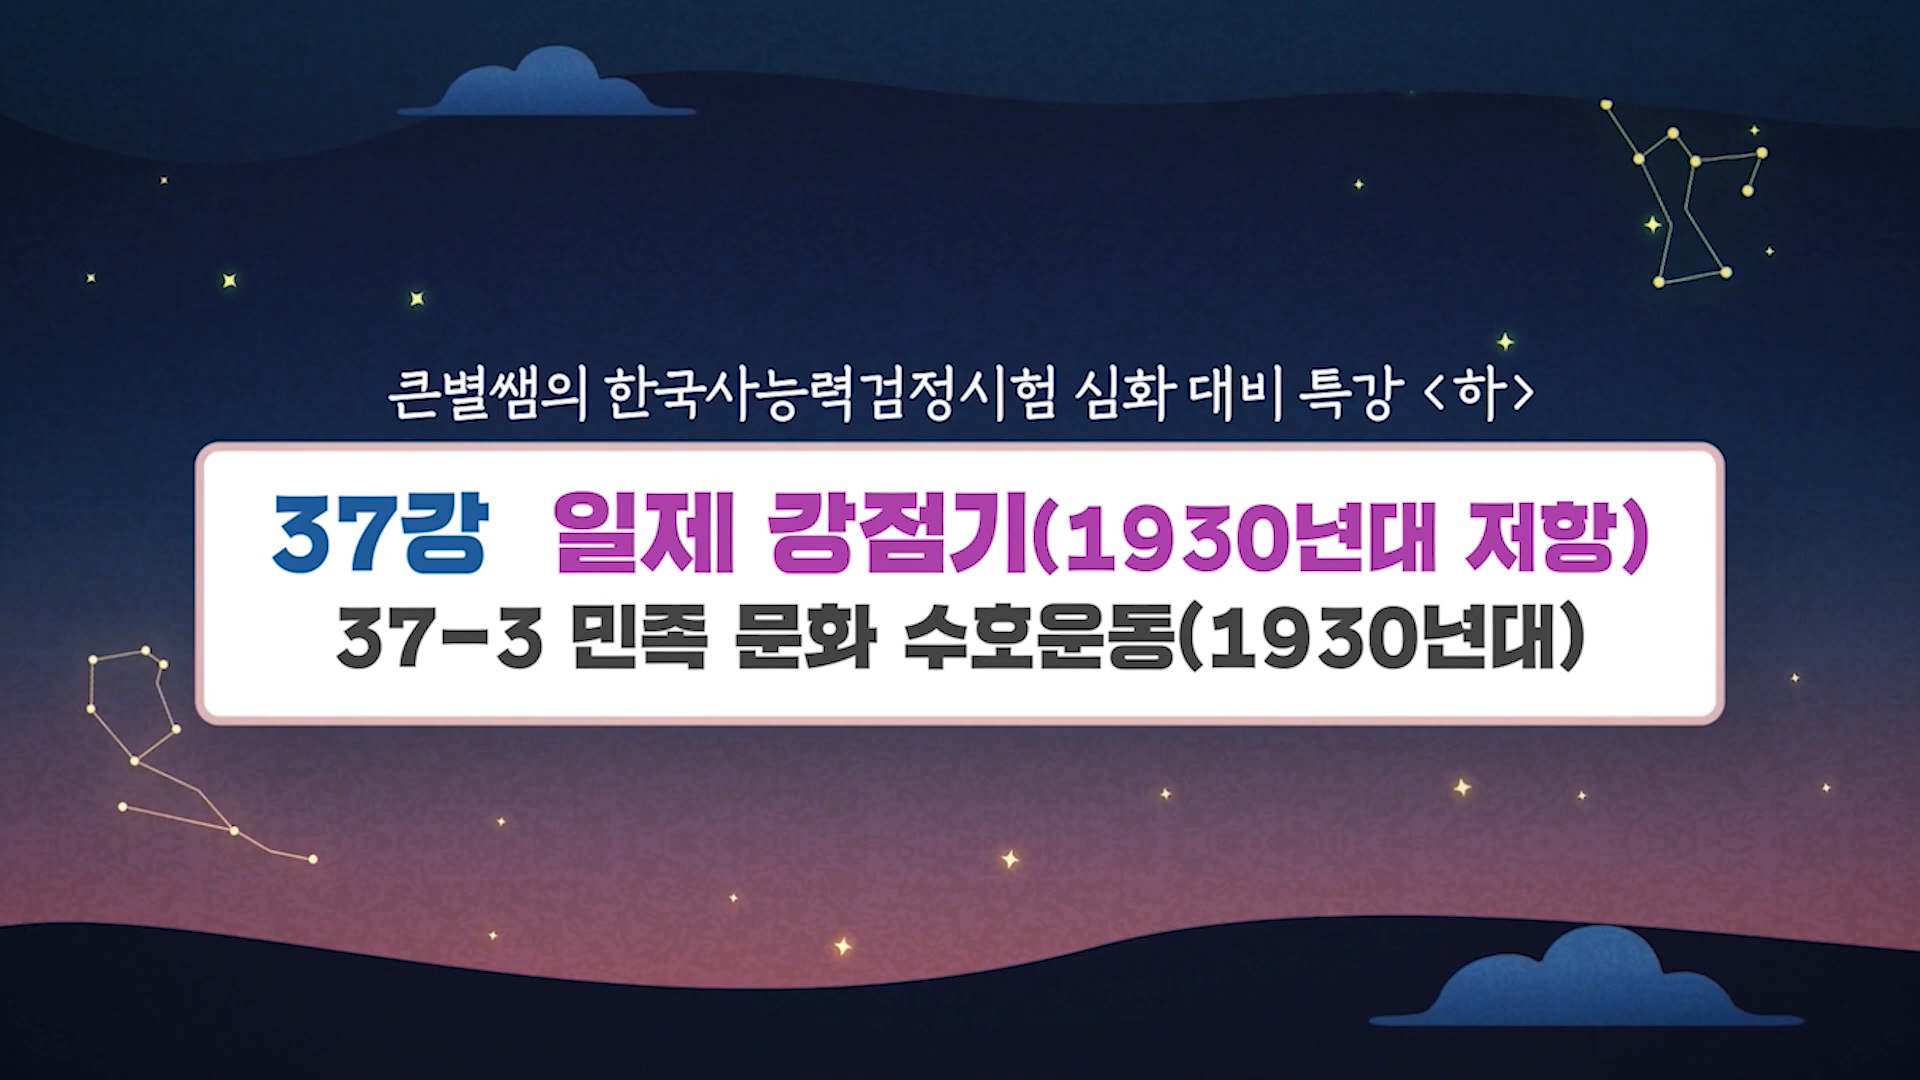 큰별쌤의 한국사능력검정시험 심화 대비 특강 <하>
37강 일제 강점기(1930년대 저항)
37-3 민족 문화 수호운동(1930년대)